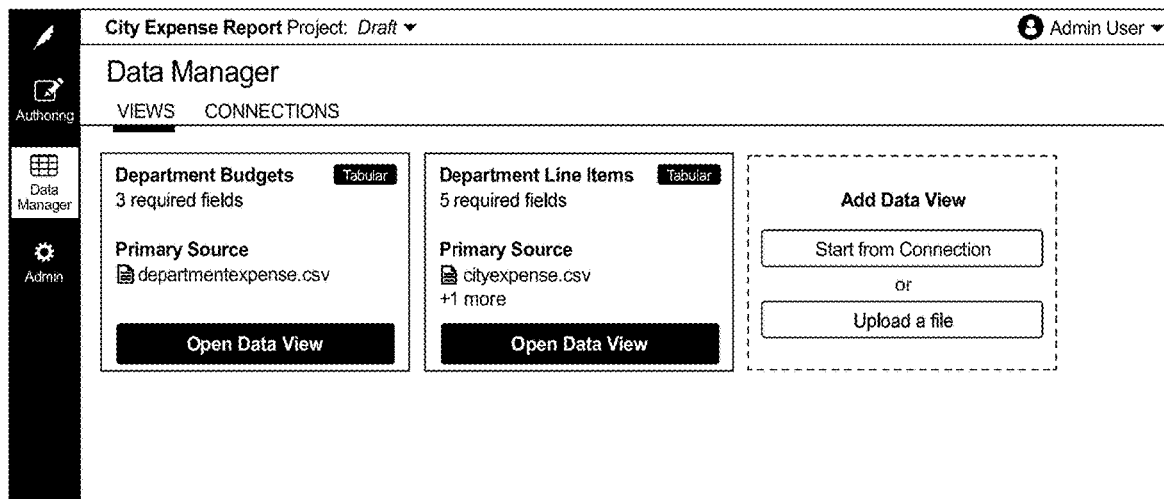 City Expense Report Project: Draft
Admin User
Authoring
Data Manager
Admin
Data Manager
VIEWS CONNECTIONS
Department Budgets Tabular
3 required fields
Primary Source
departmentexpense.csv
Open Data View
Department Line Items Tabular
5 required fields
Primary Source
cityexpense.csv
+1 more
Open Data View
Add Data View
Start from Connection
or
Upload a file